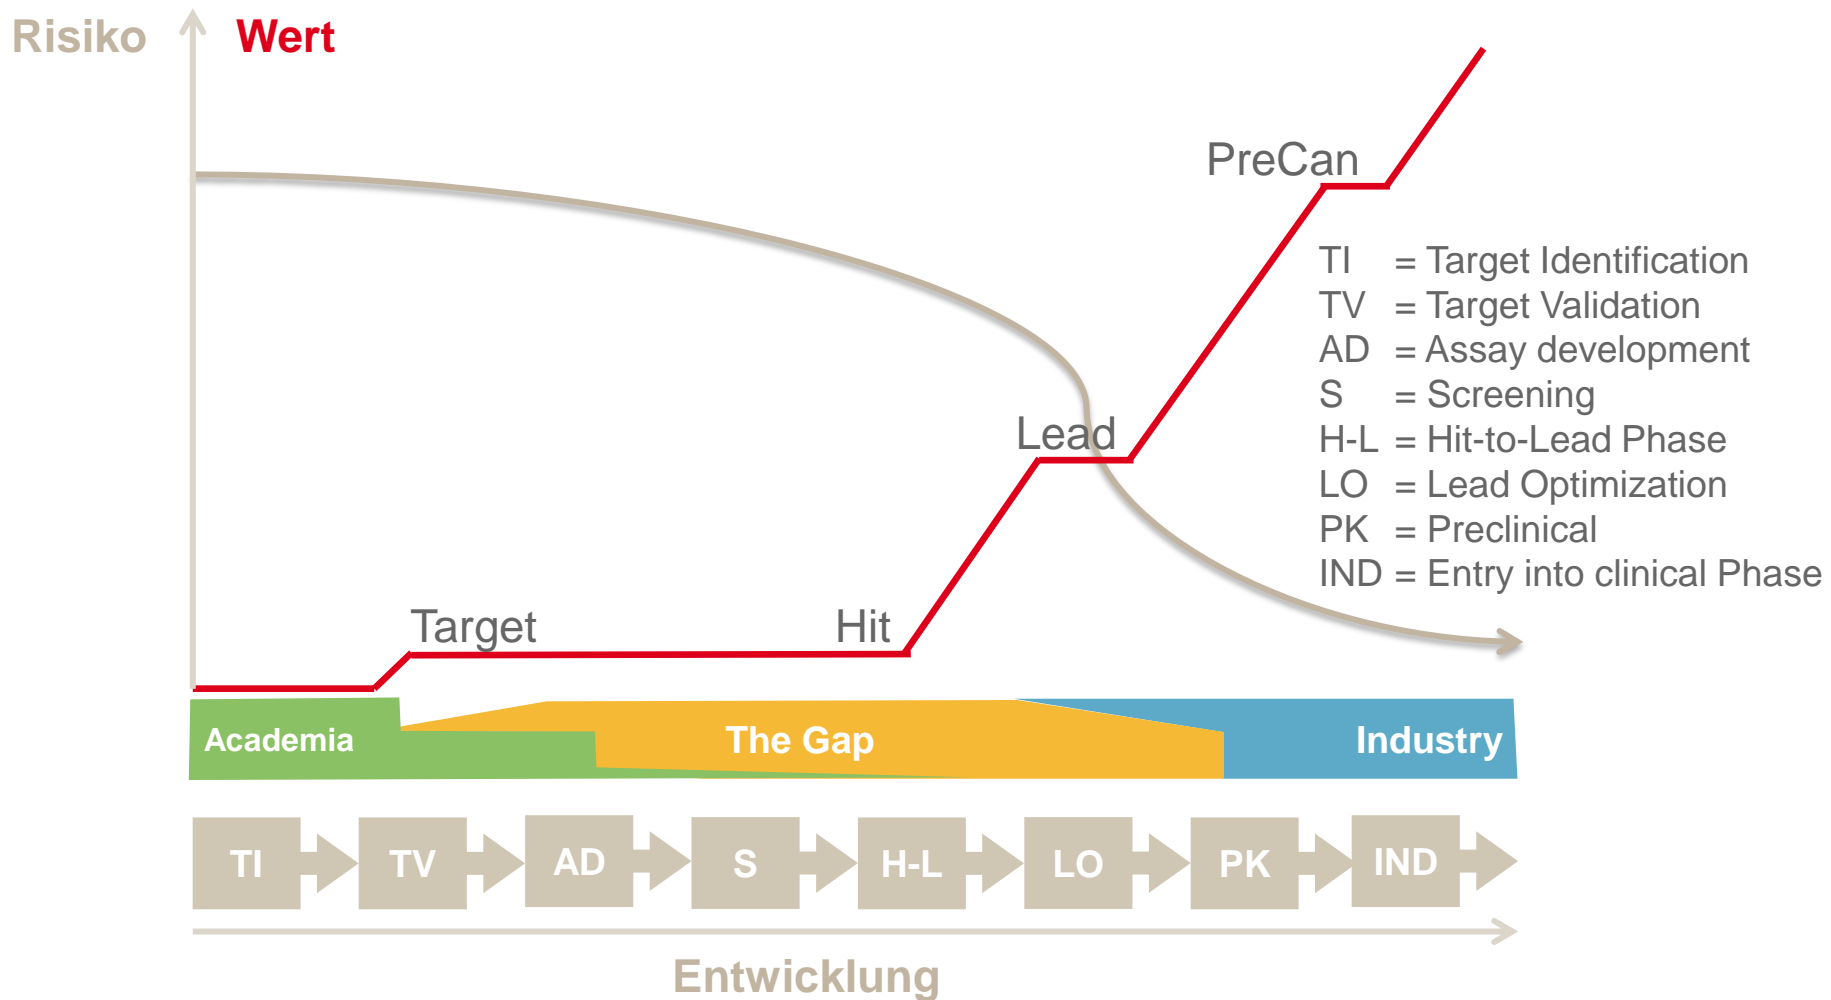 Risiko Wert
PreCan
TI = Target Identification
TV = Target Validation
AD = Assay development
S = Screening
H-L = Hit-to-Lead Phase
LO = Lead Optimization
PK = Preclinical
IND = Entry into clinical Phase
Lead
Target Hit
Academia The Gap Industry
TI TV AD S H-L LO PK IND
Entwicklung